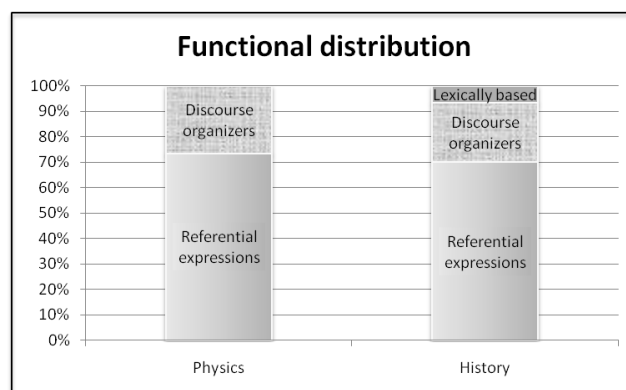 Functional distribution
100%
90%
80%
70%
60%
50%
40%
30%
20%
10%
0%
Discourse
organizers
Referential
expressions
Lexically based
Discourse
organizers
Referential
expressions
Physics
History